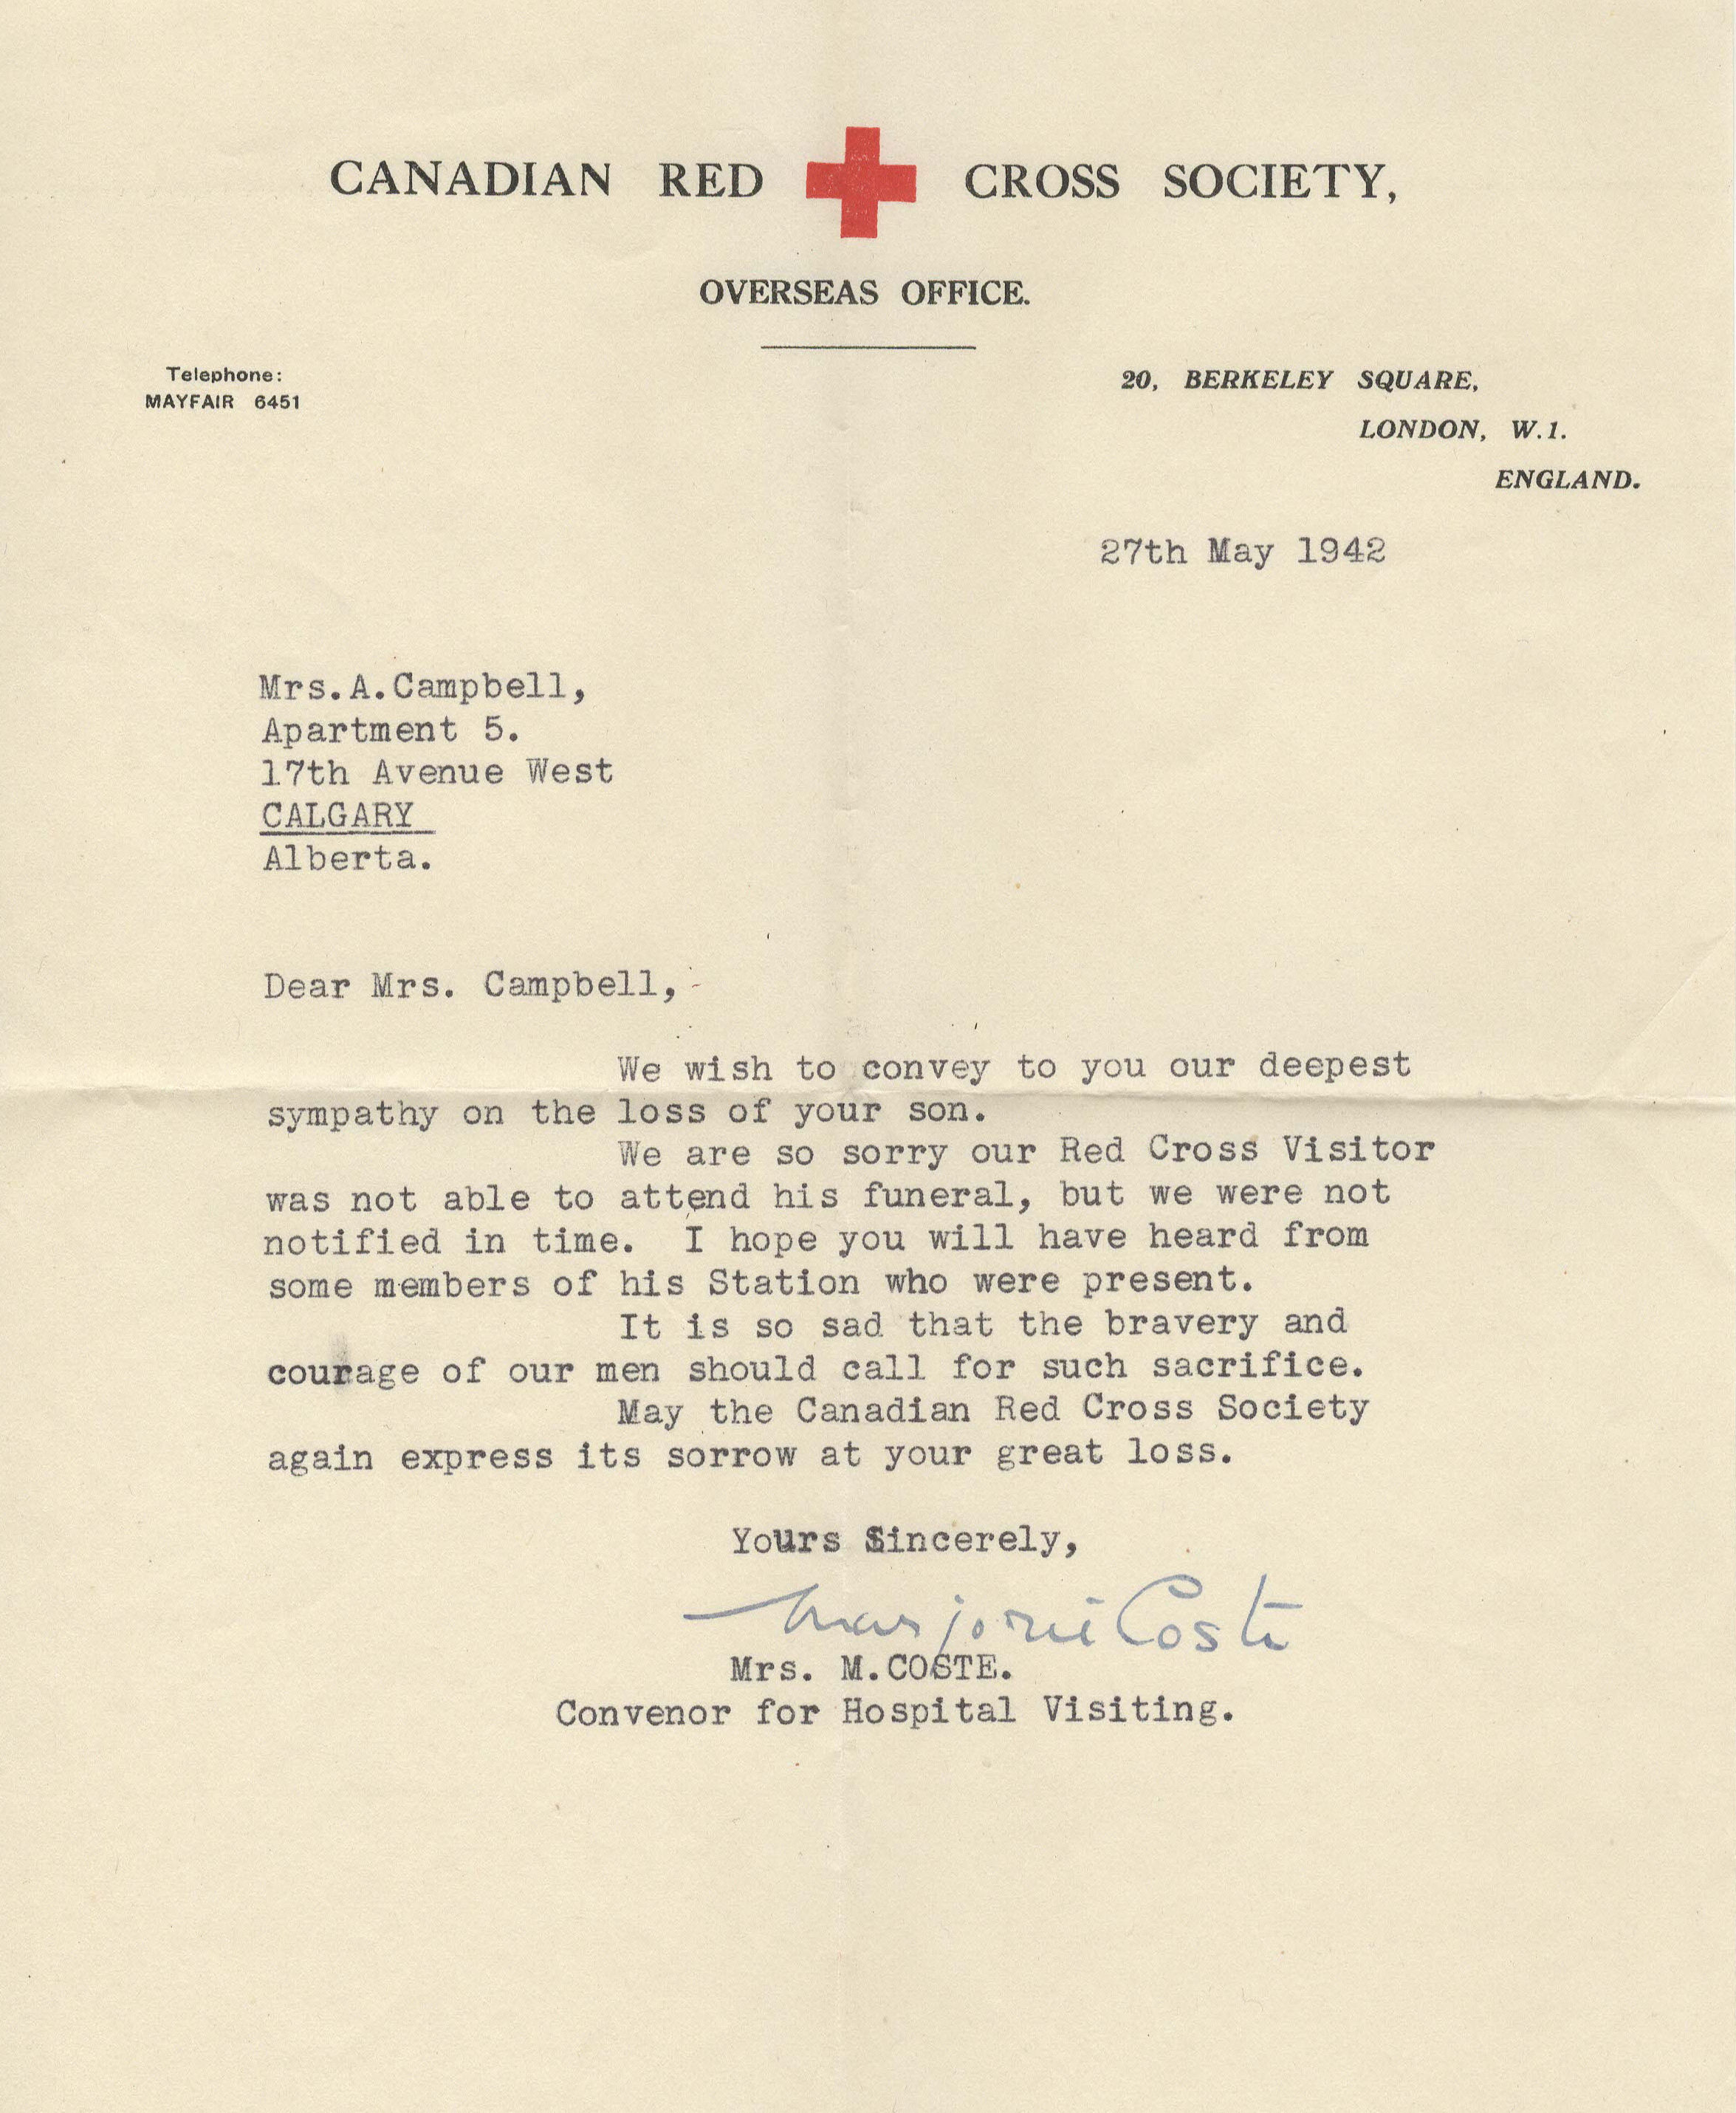 CANADIAN RED CROSS SOCIETY,
OVERSEAS OFFICE.
Telephone:
MAYFAIR 6451
20, BERKELEY SQUARE,
LONDON, W.1.
ENGLAND.
27th May 1942
Mrs.A.Campbell,
Apartment 5.
17th Avenue West
CALGARY
Alberta.
Dear Mrs. Campbell,
We wish to convey to you our deepest
sympathy on the loss of your son.
We are so sorry our Red Cross Visitor
was not able to attend his funeral, but we were not
notified in time. I hope you will have heard from
some members of his Station who were present.
It is so sad that the bravery and
courage of our men should call for such sacrifice.
May the Canadian Red Cross Society
again express its sorrow at your great loss.
Yours Sincerely,
Marjorie Coste
Mrs. M.COSTE.
Convenor for Hospital Visiting.